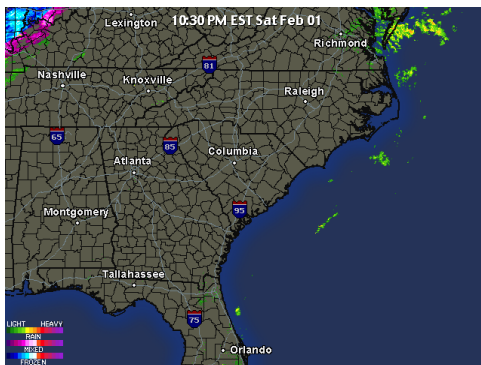 10:30 PM EST Sat Feb 01
Lexington
Richmond
81
Nashville
Knoxville
Raleigh
65
85
Columbia
Atlanta
95
Montgomery
Tallahassee
75
Orlando
LIGHT HEAVY
RAIN
MIXED
FROZEN